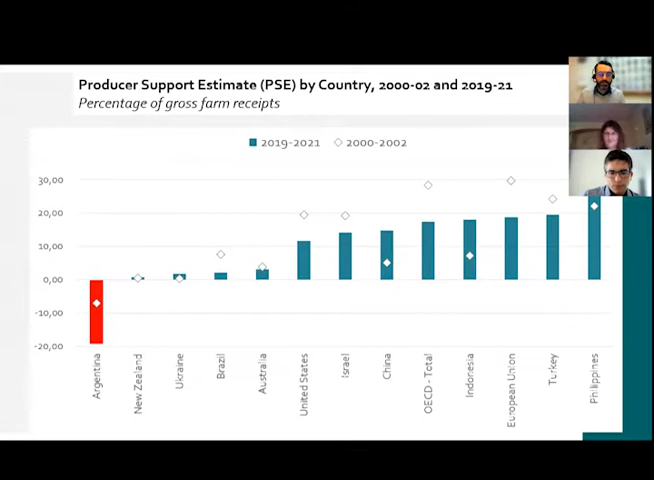 Producer Support Estimate (PSE) by Country, 2000-02 and 2019-21
Percentage of gross farm receipts
2019-2021 2000-2002
30,00
20,00
10,00
0,00
-10,00
-20,00
Argentina
New Zealand
Ukraine
Brazil
Australia
United States
Israel
China
OECD - Total
Indonesia
European Union
Turkey
Philippines